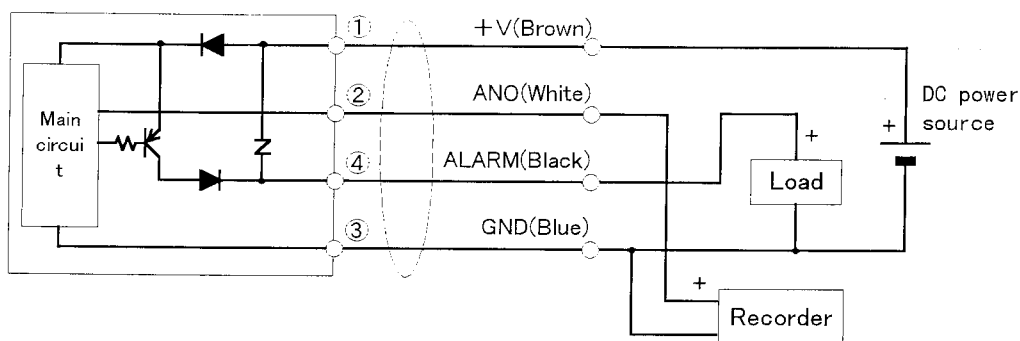 ① +V(Brown)
② ANO(White)
④ ALARM(Black)
③ GND(Blue)
Main
circui
t
+
Load
+
DC power
source
+
Recorder